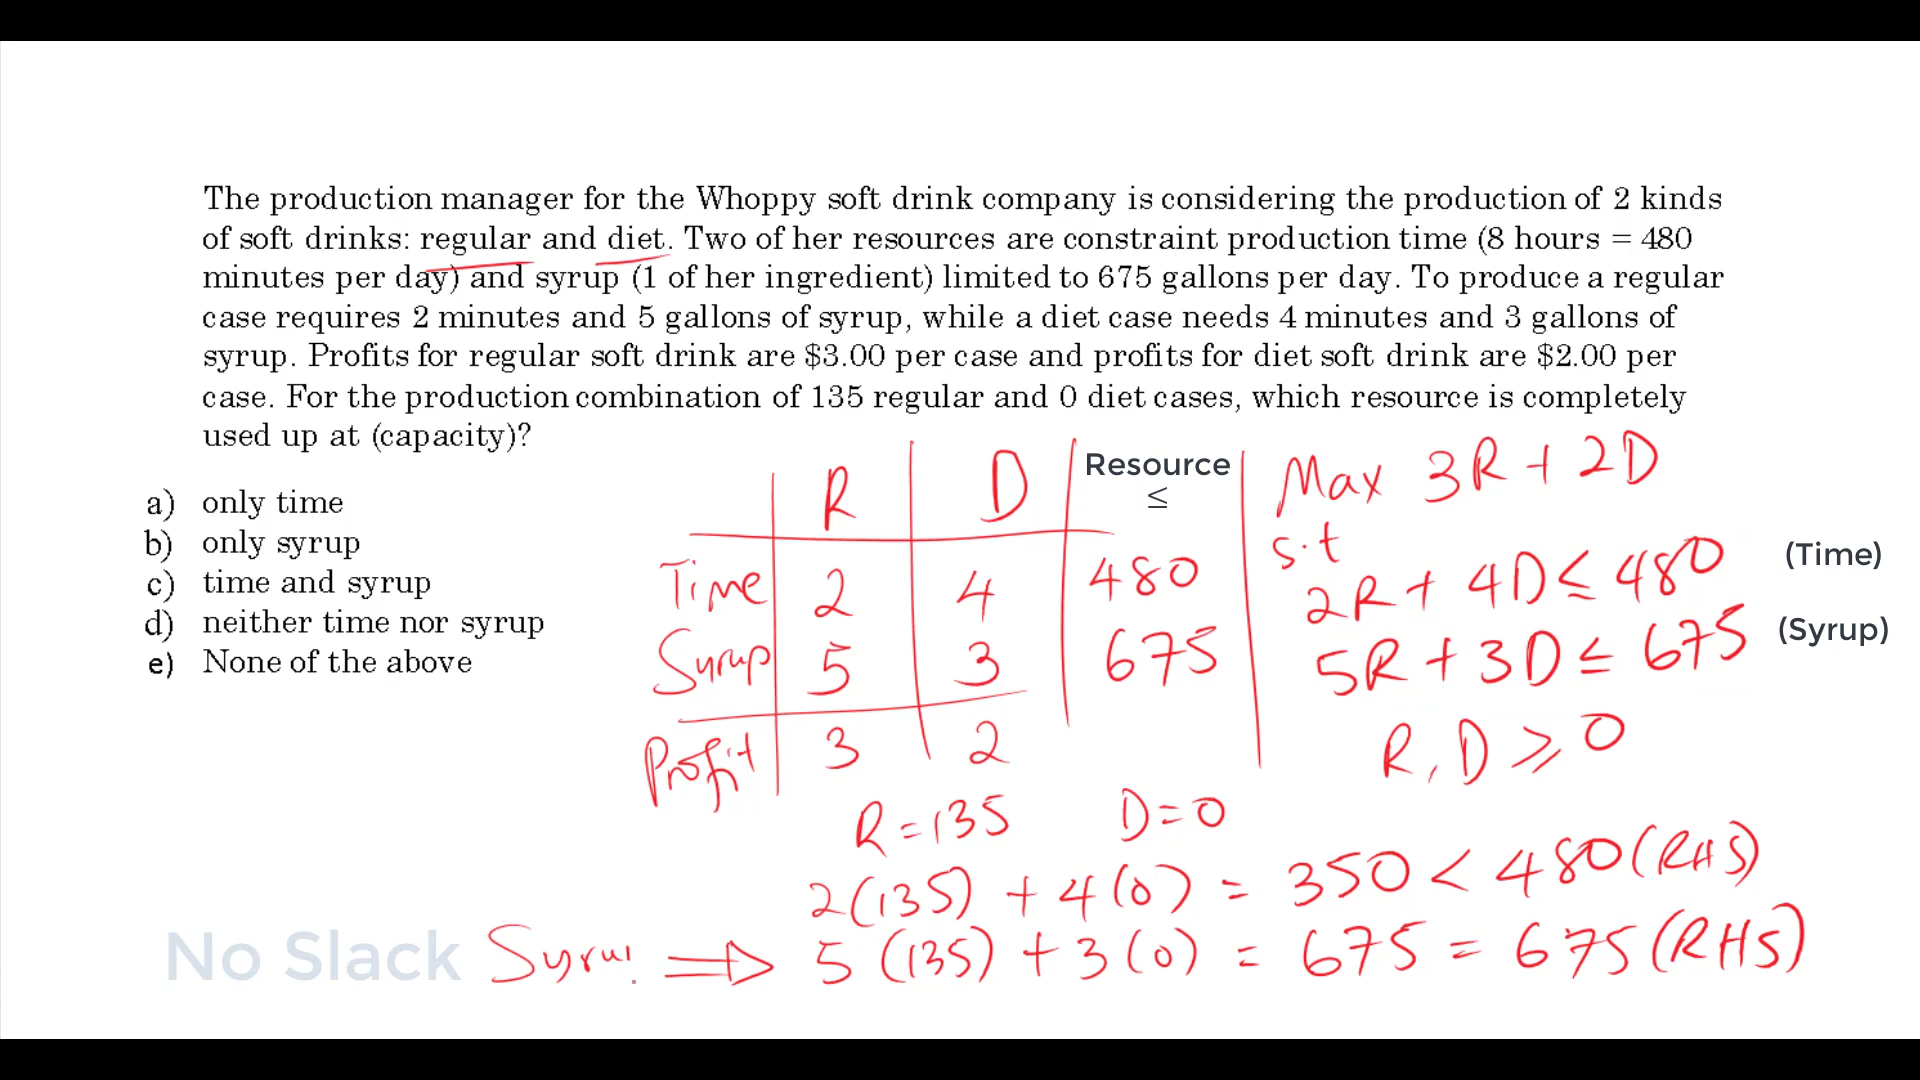 The production manager for the Whoppy soft drink company is considering the production of 2 kinds
of soft drinks: regular and diet. Two of her resources are constraint production time (8 hours = 480
minutes per day) and syrup (1 of her ingredient) limited to 675 gallons per day. To produce a regular
case requires 2 minutes and 5 gallons of syrup, while a diet case needs 4 minutes and 3 gallons of
syrup. Profits for regular soft drink are $3.00 per case and profits for diet soft drink are $2.00 per
case. For the production combination of 135 regular and 0 diet cases, which resource is completely
used up at (capacity)?
a) only time
b) only syrup
c) time and syrup
d) neither time nor syrup
e) None of the above
R D Resource
≤
Time 2 4 480
Syrup 5 3 675
Profit 3 2
Max 3R + 2D
s.t
2R + 4D ≤ 480 (Time)
5R + 3D ≤ 675 (Syrup)
R, D ≥ 0
R = 135 D = 0
2(135) + 4(0) = 350 < 480 (RHS)
No Slack Syru ⇒ 5(135) + 3(0) = 675 = 675 (RHS)